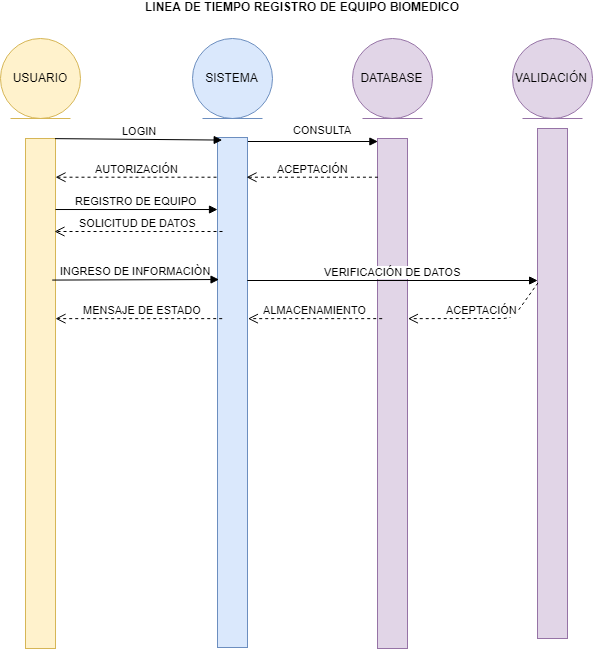 LINEA DE TIEMPO REGISTRO DE EQUIPO BIOMEDICO
USUARIO
SISTEMA
DATABASE
VALIDACIÓN
LOGIN
CONSULTA
AUTORIZACIÓN
ACEPTACIÓN
REGISTRO DE EQUIPO
SOLICITUD DE DATOS
INGRESO DE INFORMACIÒN
VERIFICACIÓN DE DATOS
MENSAJE DE ESTADO
ALMACENAMIENTO
ACEPTACIÓN